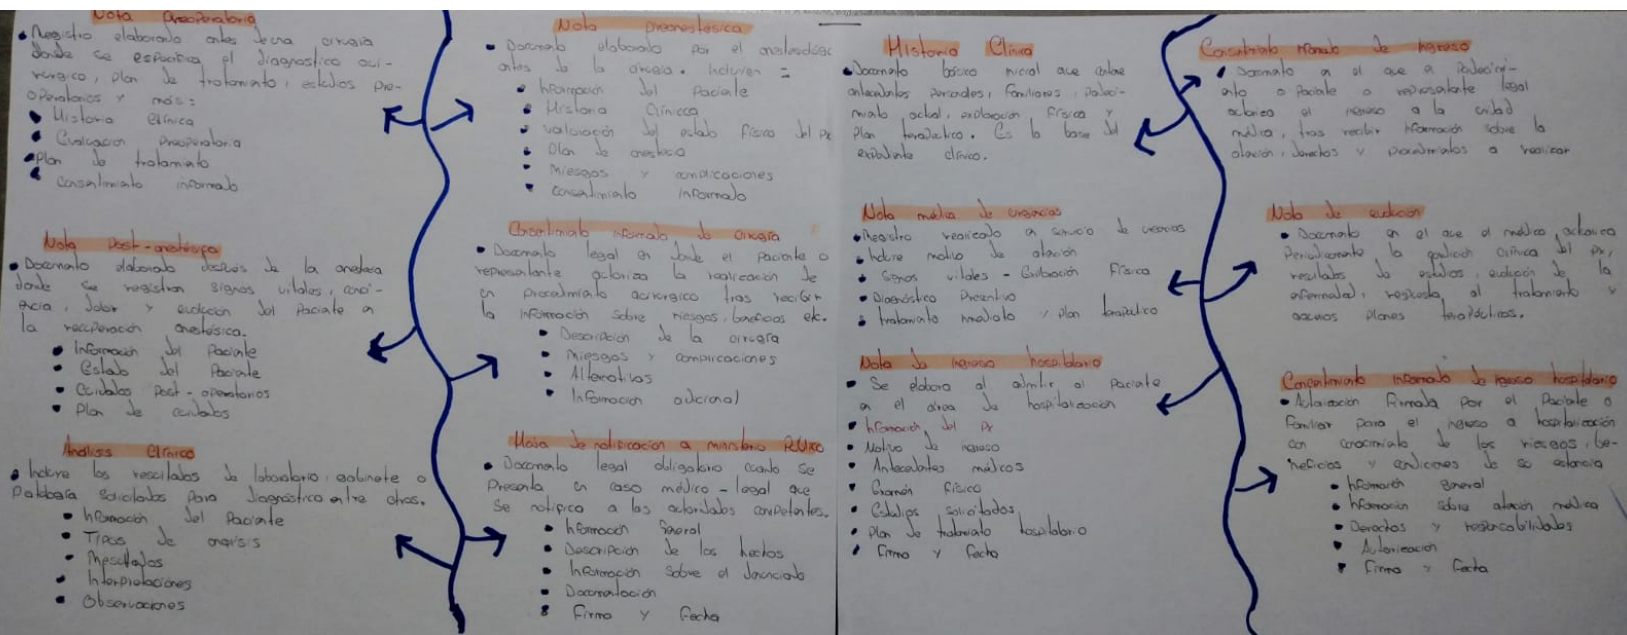 Nota Preoperatoria
Registro elaborado antes de una cirugía
donde se especifica el diagnostico qui-
rurgico, plan de tratamiento, estudios pre-
operatorios y más:
Historia clínica
Evaluacion Preoperatoria
Plan de tratamiento
Consentimiento informado
Nota Post-anestésica
Documento elaborado después de la anestesia
donde se registran signos vitales, conci-
encia, dolor y evolución del Paciente en
la recuperación anestésica.
Información del Paciente
Estado del Paciente
Cuidados Post-operatorios
Plan de cuidados
Análisis Clínico
Incluye los resultados de laboratorio, gabinete o
Patología solicitados para diagnóstico entre otros.
Información del Paciente
Tipos de análisis
Resultados
Interpretaciones
Observaciones
Nota preanestésica
Documento elaborado por el anestesiólogo
antes de la cirugía. Incluyen =
Información del Paciente
Historia Clínica
Valoración del estado físico del px
Plan de anestesia
Riesgos y complicaciones
Consentimiento informado
Consentimiento informado de cirugía
Documento legal en donde el paciente o
representante autoriza la realización de
un procedimiento quirurgico tras recibir
la información sobre riesgos, beneficios etc.
Descripción de la cirugía
Riesgos y complicaciones
Alternativas
Información adicional
Hoja de notificación a ministerio Público
Documento legal obligatorio cuando se
Presenta un caso médico-legal que
se notifica a las autoridades competentes.
Información general
Descripción de los hechos
Información sobre el denunciado
Documentación
Firma y fecha
Historia Clínica
Documento básico inicial que
antecedentes personales, familiares, padeci-
miento actual, exploración física y
Plan terapéutico. Es la base del
expediente clínico.
Nota médica de urgencias
Registro realizado en servicio de urgencias
Incluye motivo de atención
Signos vitales - Exploración Física
Diagnóstico Presuntivo
tratamiento inmediato y plan terapéutico
Nota de ingreso hospitalario
Se elabora al admitir al Paciente
en el área de hospitalización
Información del Px
Motivo de ingreso
Antecedentes médicos
Examen Físico
Estudios solicitados
Plan de tratamiento hospitalario
Firma y fecha
Consentimiento de ingreso
Documento en el que
o Paciente o representante legal
autoriza el ingreso a la unidad
médica, tras recibir información sobre la
atención, derechos y procedimientos a realizar
Nota de evolución
Documento en el que el médico
Periodicamente la condición clínica del px,
resultados de estudios, evolución de la
enfermedad, respuesta al tratamiento y
nuevos planes terapéuticos.
Consentimiento informado de ingreso hospitalario
Autorización firmada por el Paciente o
familiar para el ingreso a hospitalización
con conocimiento de los riesgos, be-
neficios y condiciones de su estancia
Información general
Información sobre atención médica
Derechos y responsabilidades
Autorización
Firma y fecha